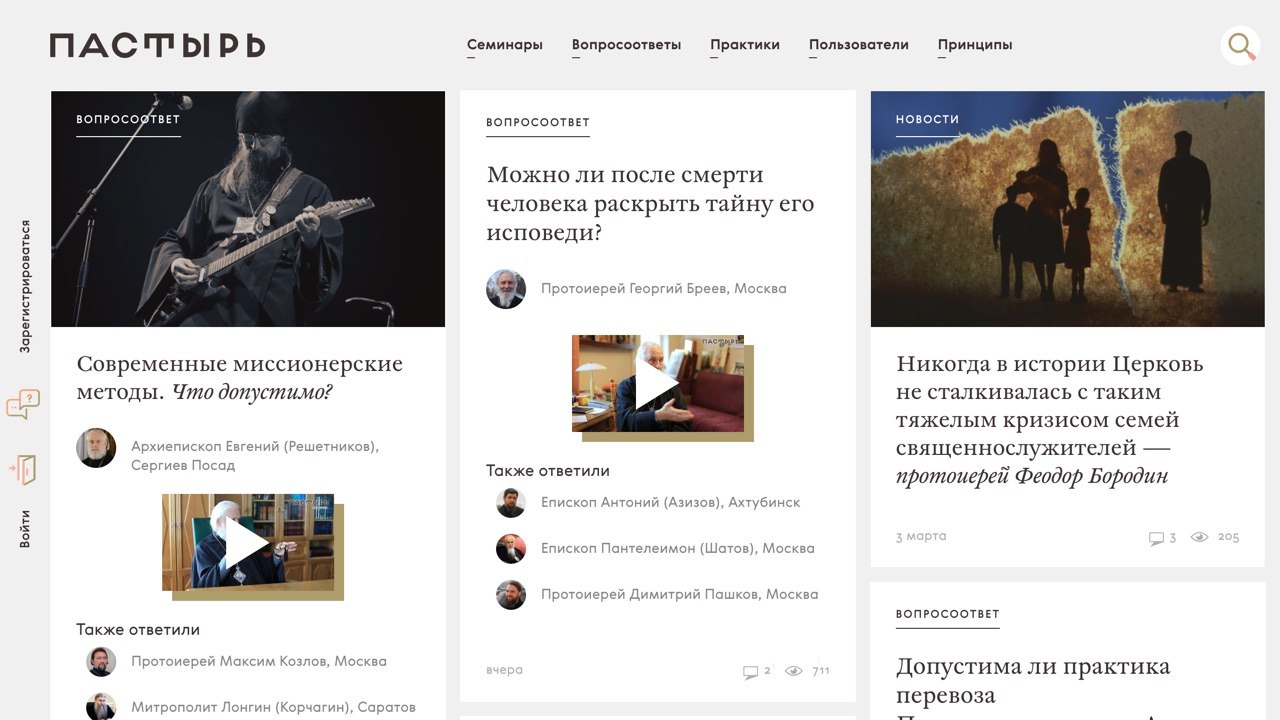 ПАСТЫРЬ
Семинары
Вопросоответы
Практики
Пользователи
Принципы
Зарегистрироваться
Войти
ВОПРОСООТВЕТ
Современные миссионерские
методы. Что допустимо?
Архиепископ Евгений (Решетников),
Сергиев Посад
Также ответили
Протоиерей Максим Козлов, Москва
Митрополит Лонгин (Корчагин), Саратов
ВОПРОСООТВЕТ
Можно ли после смерти
человека раскрыть тайну его
исповеди?
Протоиерей Георгий Бреев, Москва
ПАСТЫРЬ
Также ответили
Епископ Антоний (Азизов), Ахтубинск
Епископ Пантелеимон (Шатов), Москва
Протоиерей Димитрий Пашков, Москва
вчера
2
711
НОВОСТИ
Никогда в истории Церковь
не сталкивалась с таким
тяжелым кризисом семей
священнослужителей —
протоиерей Феодор Бородин
3 марта
3
205
ВОПРОСООТВЕТ
Допустима ли практика
перевоза